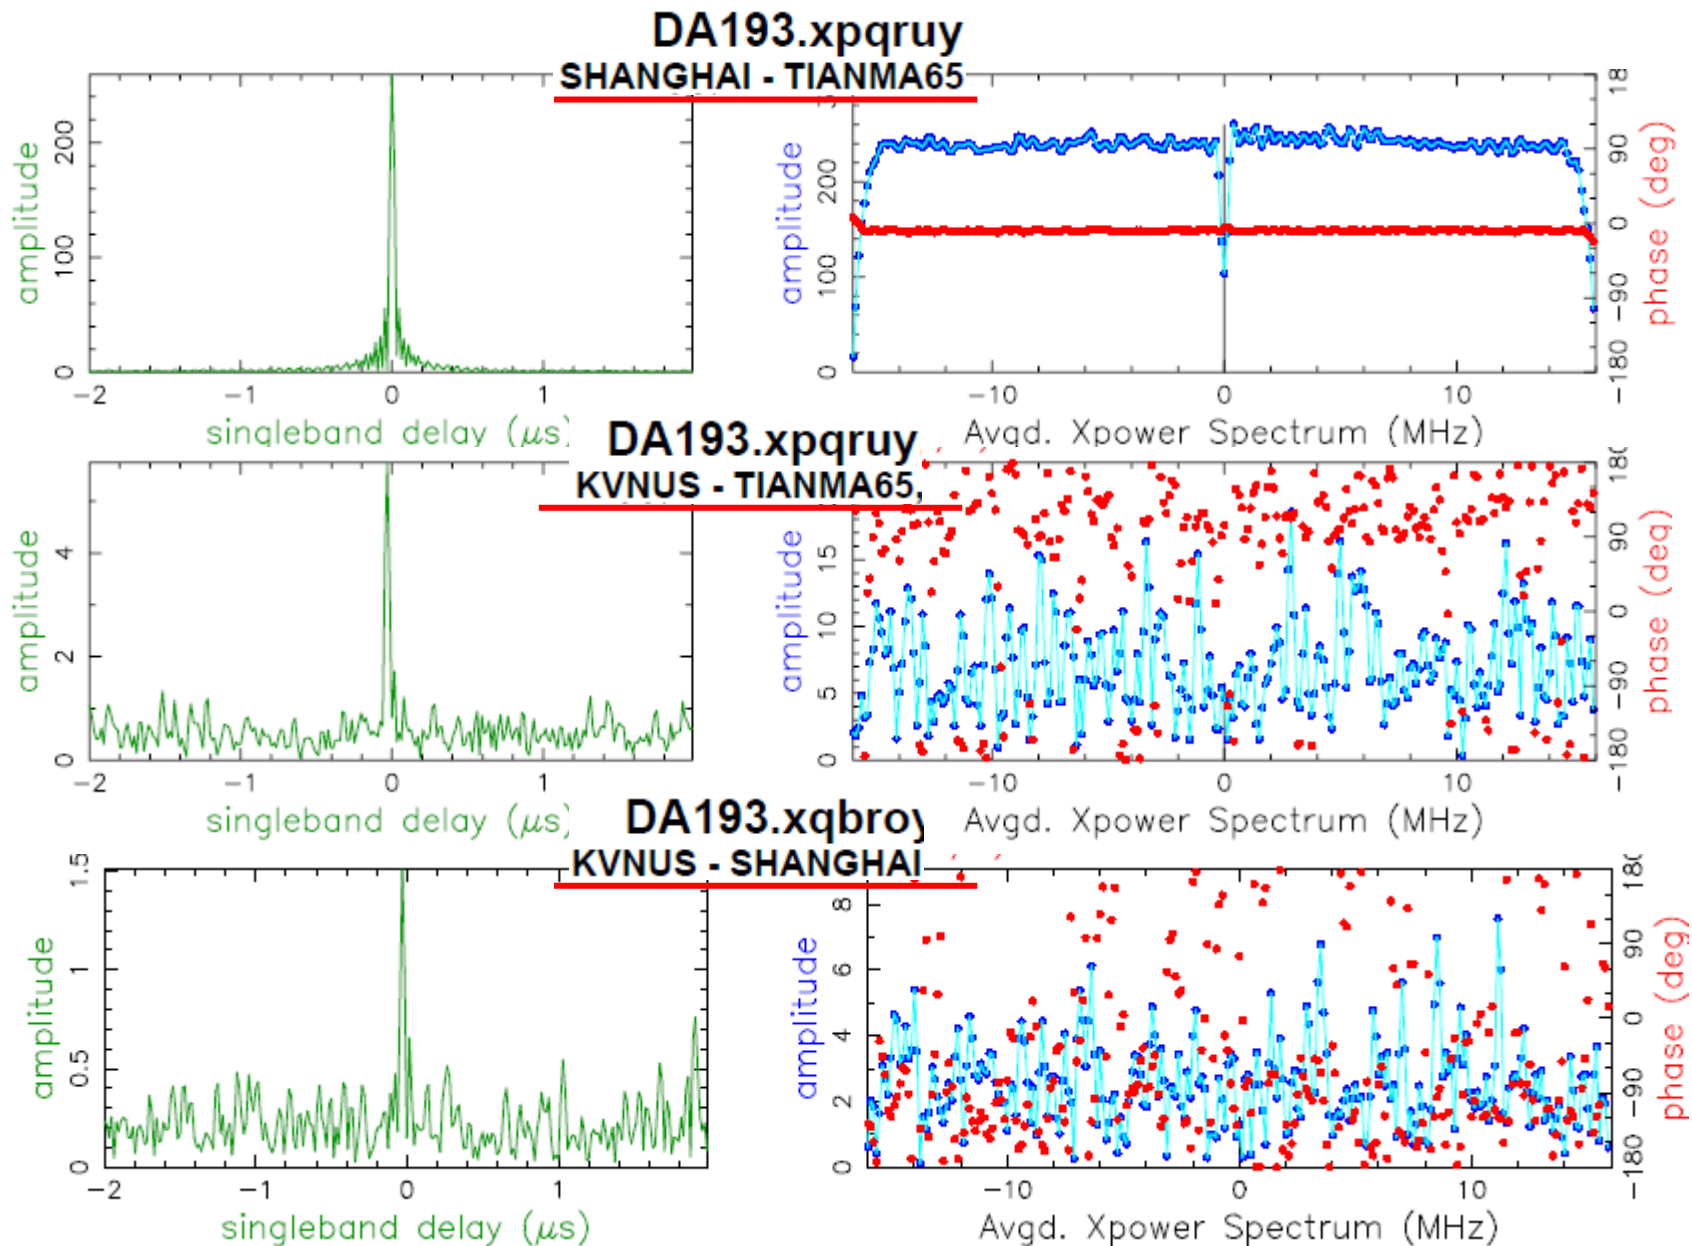 DA193.xpqruy
SHANGHAI - TIANMA65
amplitude
0 100 200
-2 -1 0 1
singleband delay (μs)
amplitude
0 100 200
-10 0 10
Avgd. Xpower Spectrum (MHz)
phase (deg)
-180 -90 0 90
DA193.xpqruy
KVNUS - TIANMA65,
amplitude
0 2 4
-2 -1 0 1
singleband delay (μs)
amplitude
0 5 10 15
-10 0 10
Avgd. Xpower Spectrum (MHz)
phase (deg)
-180 -90 0 90 180
DA193.xqbroy
KVNUS - SHANGHAI
amplitude
0 0.5 1 1.5
-2 -1 0 1
singleband delay (μs)
amplitude
0 2 4 6 8
-10 0 10
Avgd. Xpower Spectrum (MHz)
phase (deg)
-180 -90 0 90